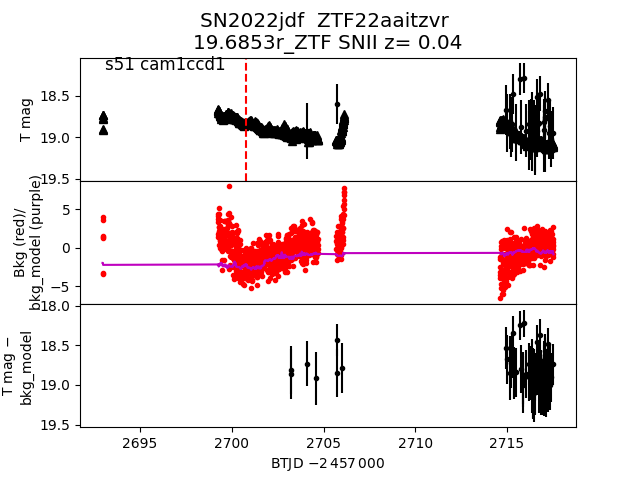 SN2022jdf  ZTF22aaitzvr
19.6853r_ZTF SNII z= 0.04
s51 cam1ccd1
T mag
18.5
19.0
19.5
Bkg (red)/
bkg_model (purple)
5
0
−5
T mag −
bkg_model
18.0
18.5
19.0
19.5
2695 2700 2705 2710 2715
BTJD −2 457 000